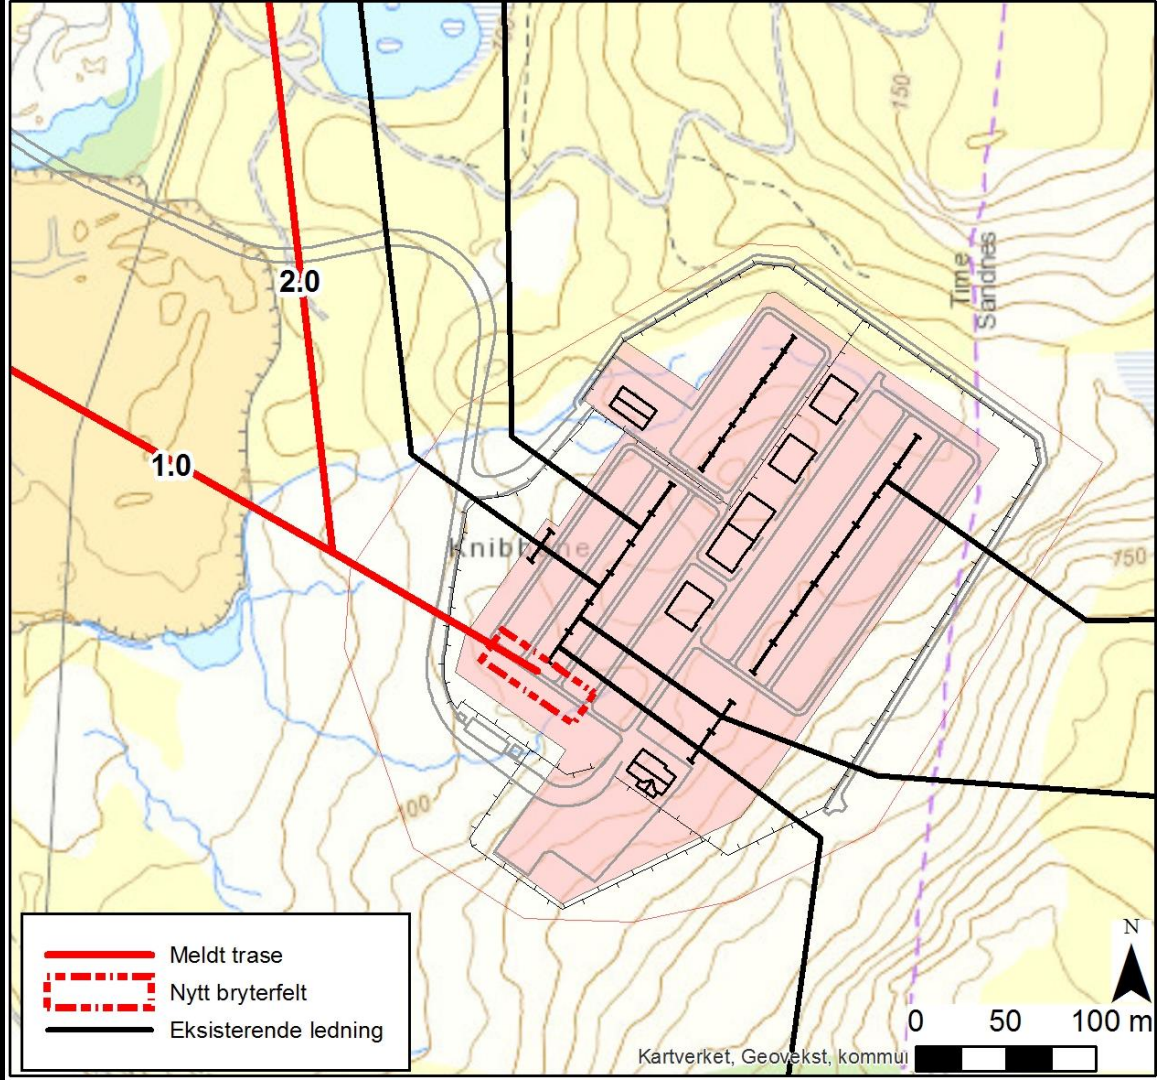 150
Time
Sandnes
2.0
1.0
750
100
N
Meldt trase
Nytt bryterfelt
Eksisterende ledning
0 50 100 m
Kartverket, Geovekst, kommu